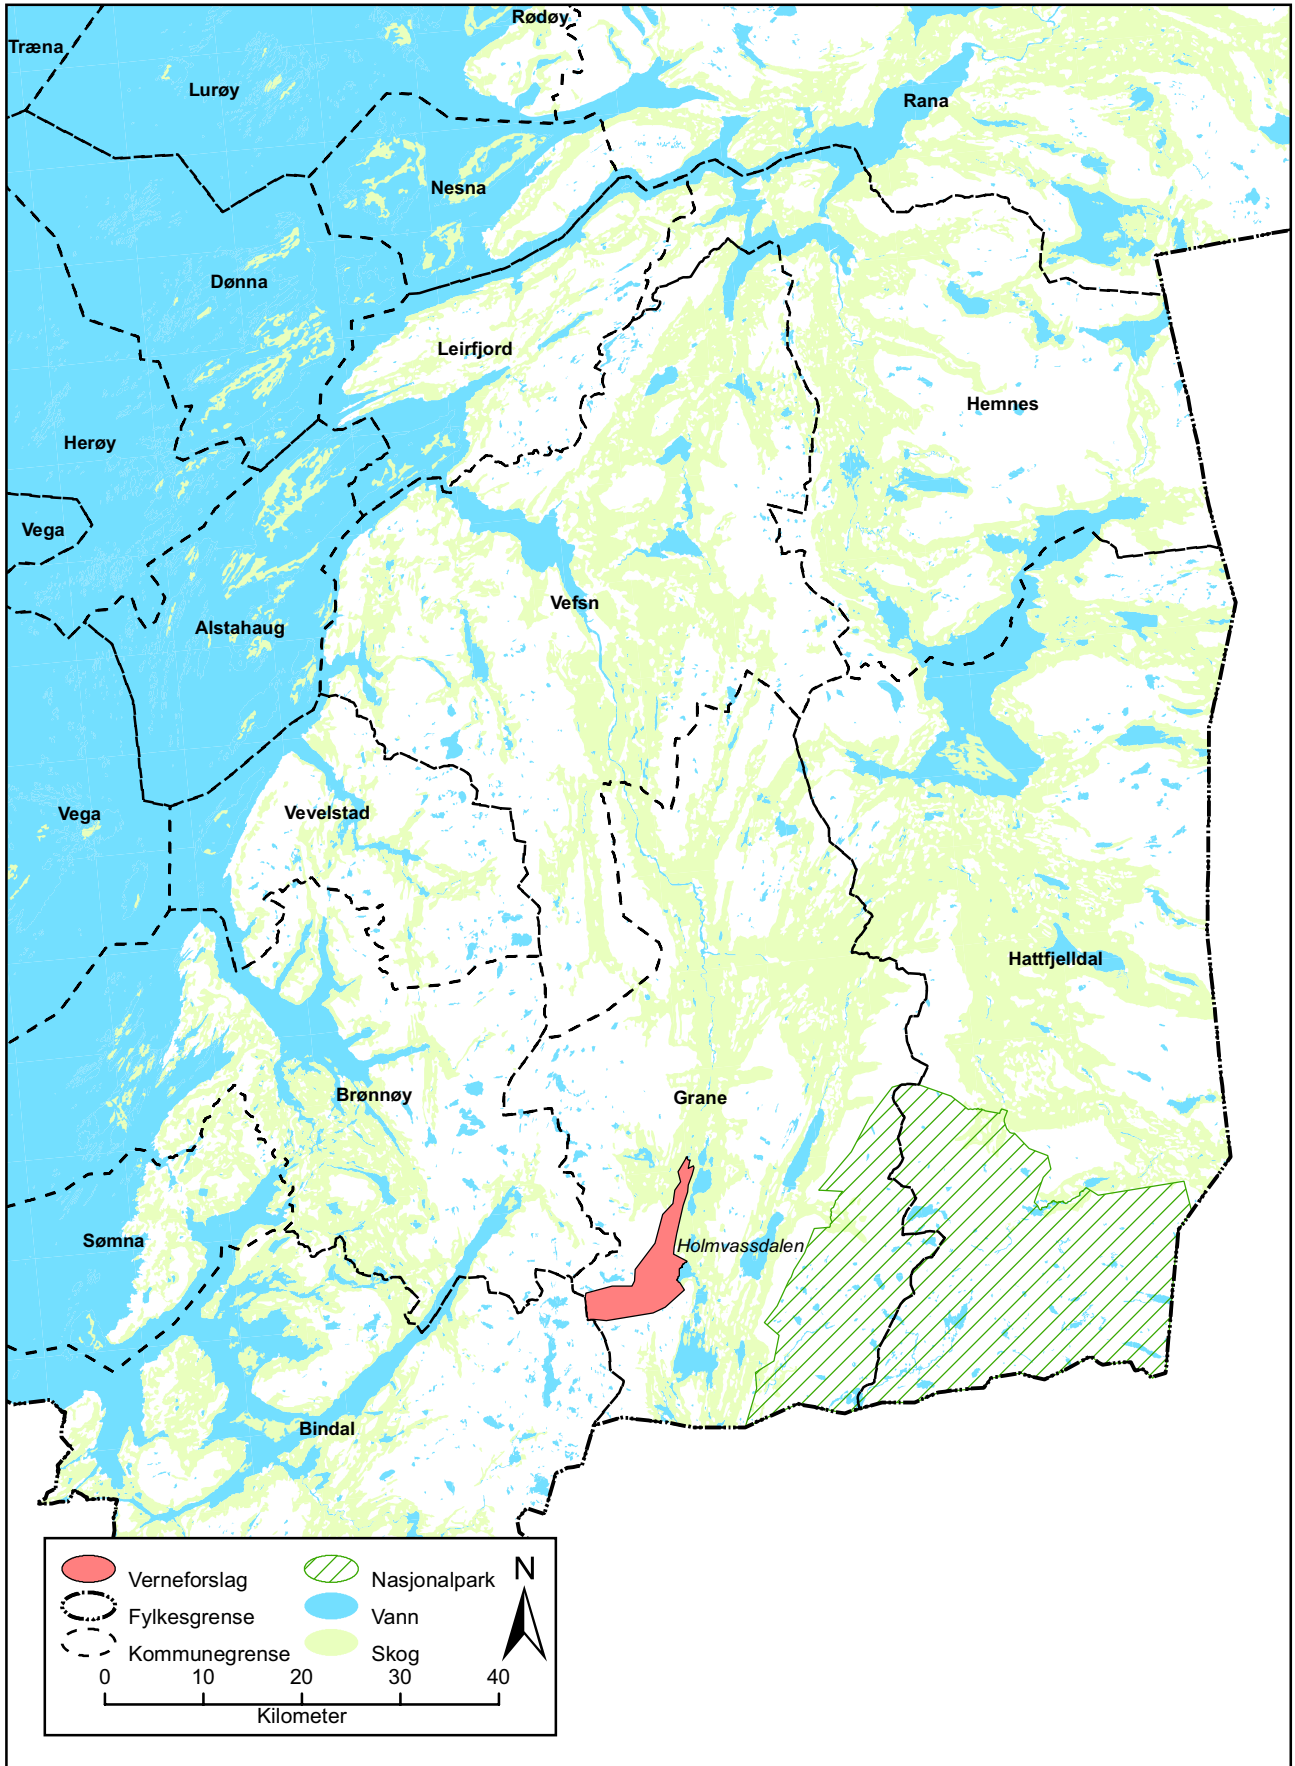 Rødøy
Træna
Lurøy
Rana
Nesna
Dønna
Leirfjord
Hemnes
Herøy
Vega
Vefsn
Alstahaug
Vega
Vevelstad
Hattfjelldal
Brønnøy
Grane
Sømna
Holmvassdalen
Bindal
Verneforslag
Nasjonalpark
N
Fylkesgrense
Vann
Kommunegrense
Skog
0 10 20 30 40
Kilometer